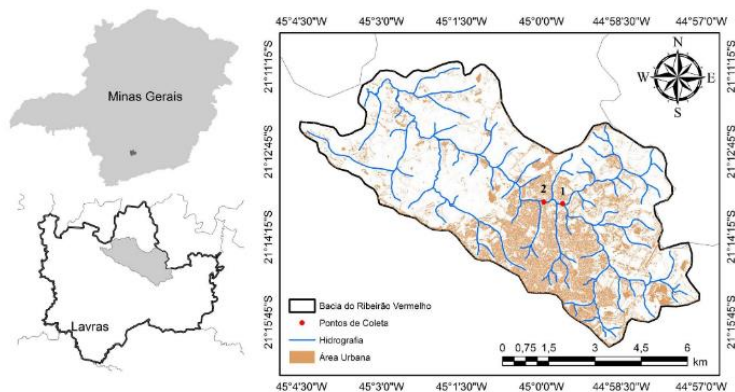 Minas Gerais
Lavras
45°4'30"W 45°3'0"W 45°1'30"W 45°0'0"W 44°58'30"W 44°57'0"W
21°11'15"S
21°12'45"S
21°14'15"S
21°15'45"S
21°11'15"S
21°12'45"S
21°14'15"S
21°15'45"S
N
W E
S
2 1
Bacia do Ribeirão Vermelho
Pontos de Coleta
Hidrografia
Área Urbana
0 0,75 1,5 3 4,5 6
km
45°4'30"W 45°3'0"W 45°1'30"W 45°0'0"W 44°58'30"W 44°57'0"W